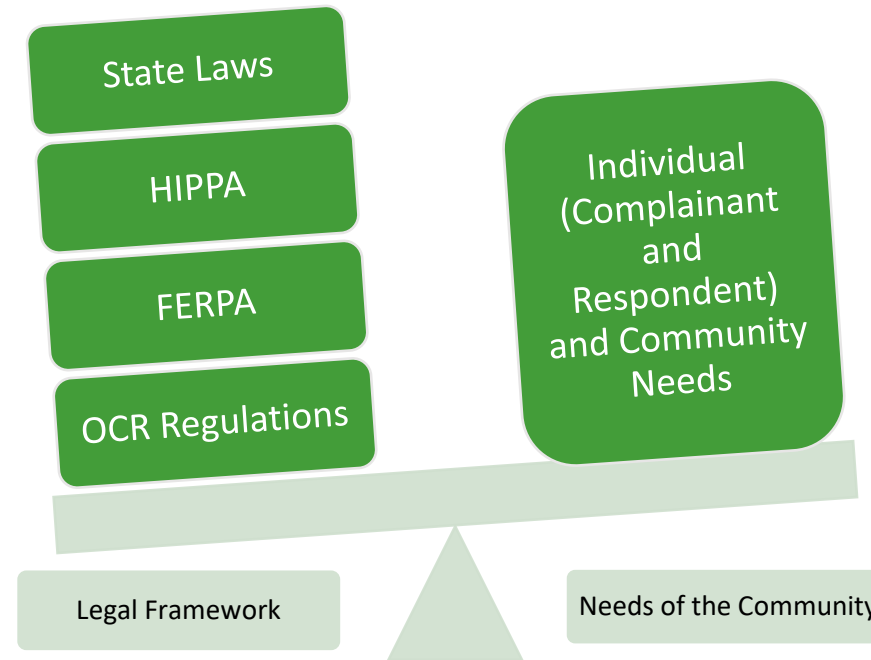 State Laws
HIPPA
FERPA
OCR Regulations
Individual
(Complainant
and
Respondent)
and Community
Needs
Legal Framework
Needs of the Community